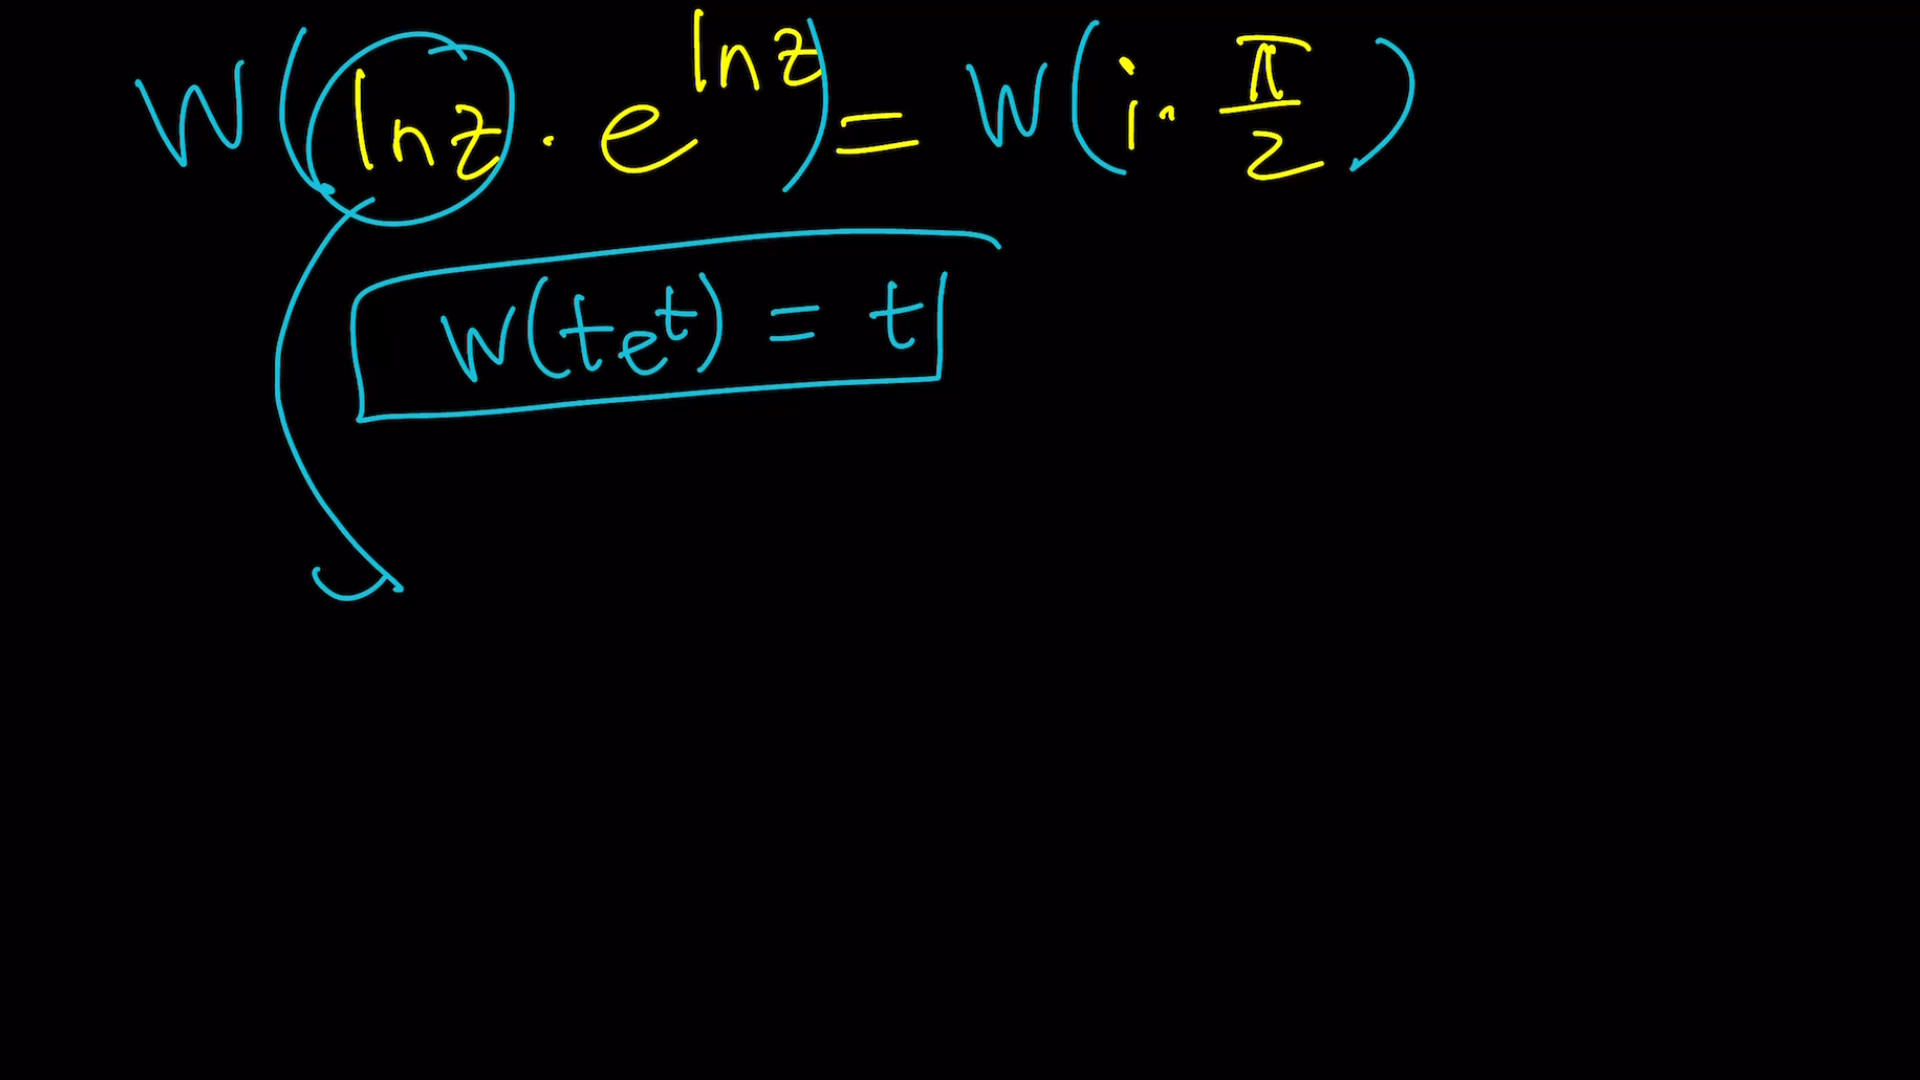 W(ln z · e^{ln z}) = W(i · π/2)
W(te^t) = t